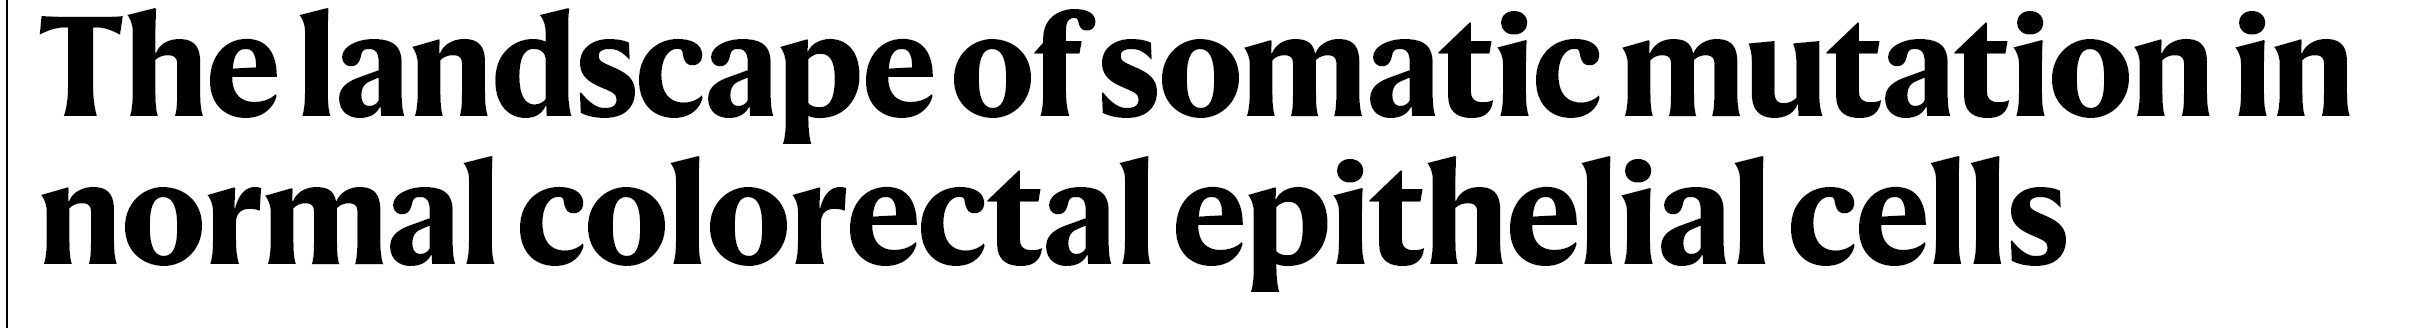 The landscape of somatic mutation in
normal colorectal epithelial cells